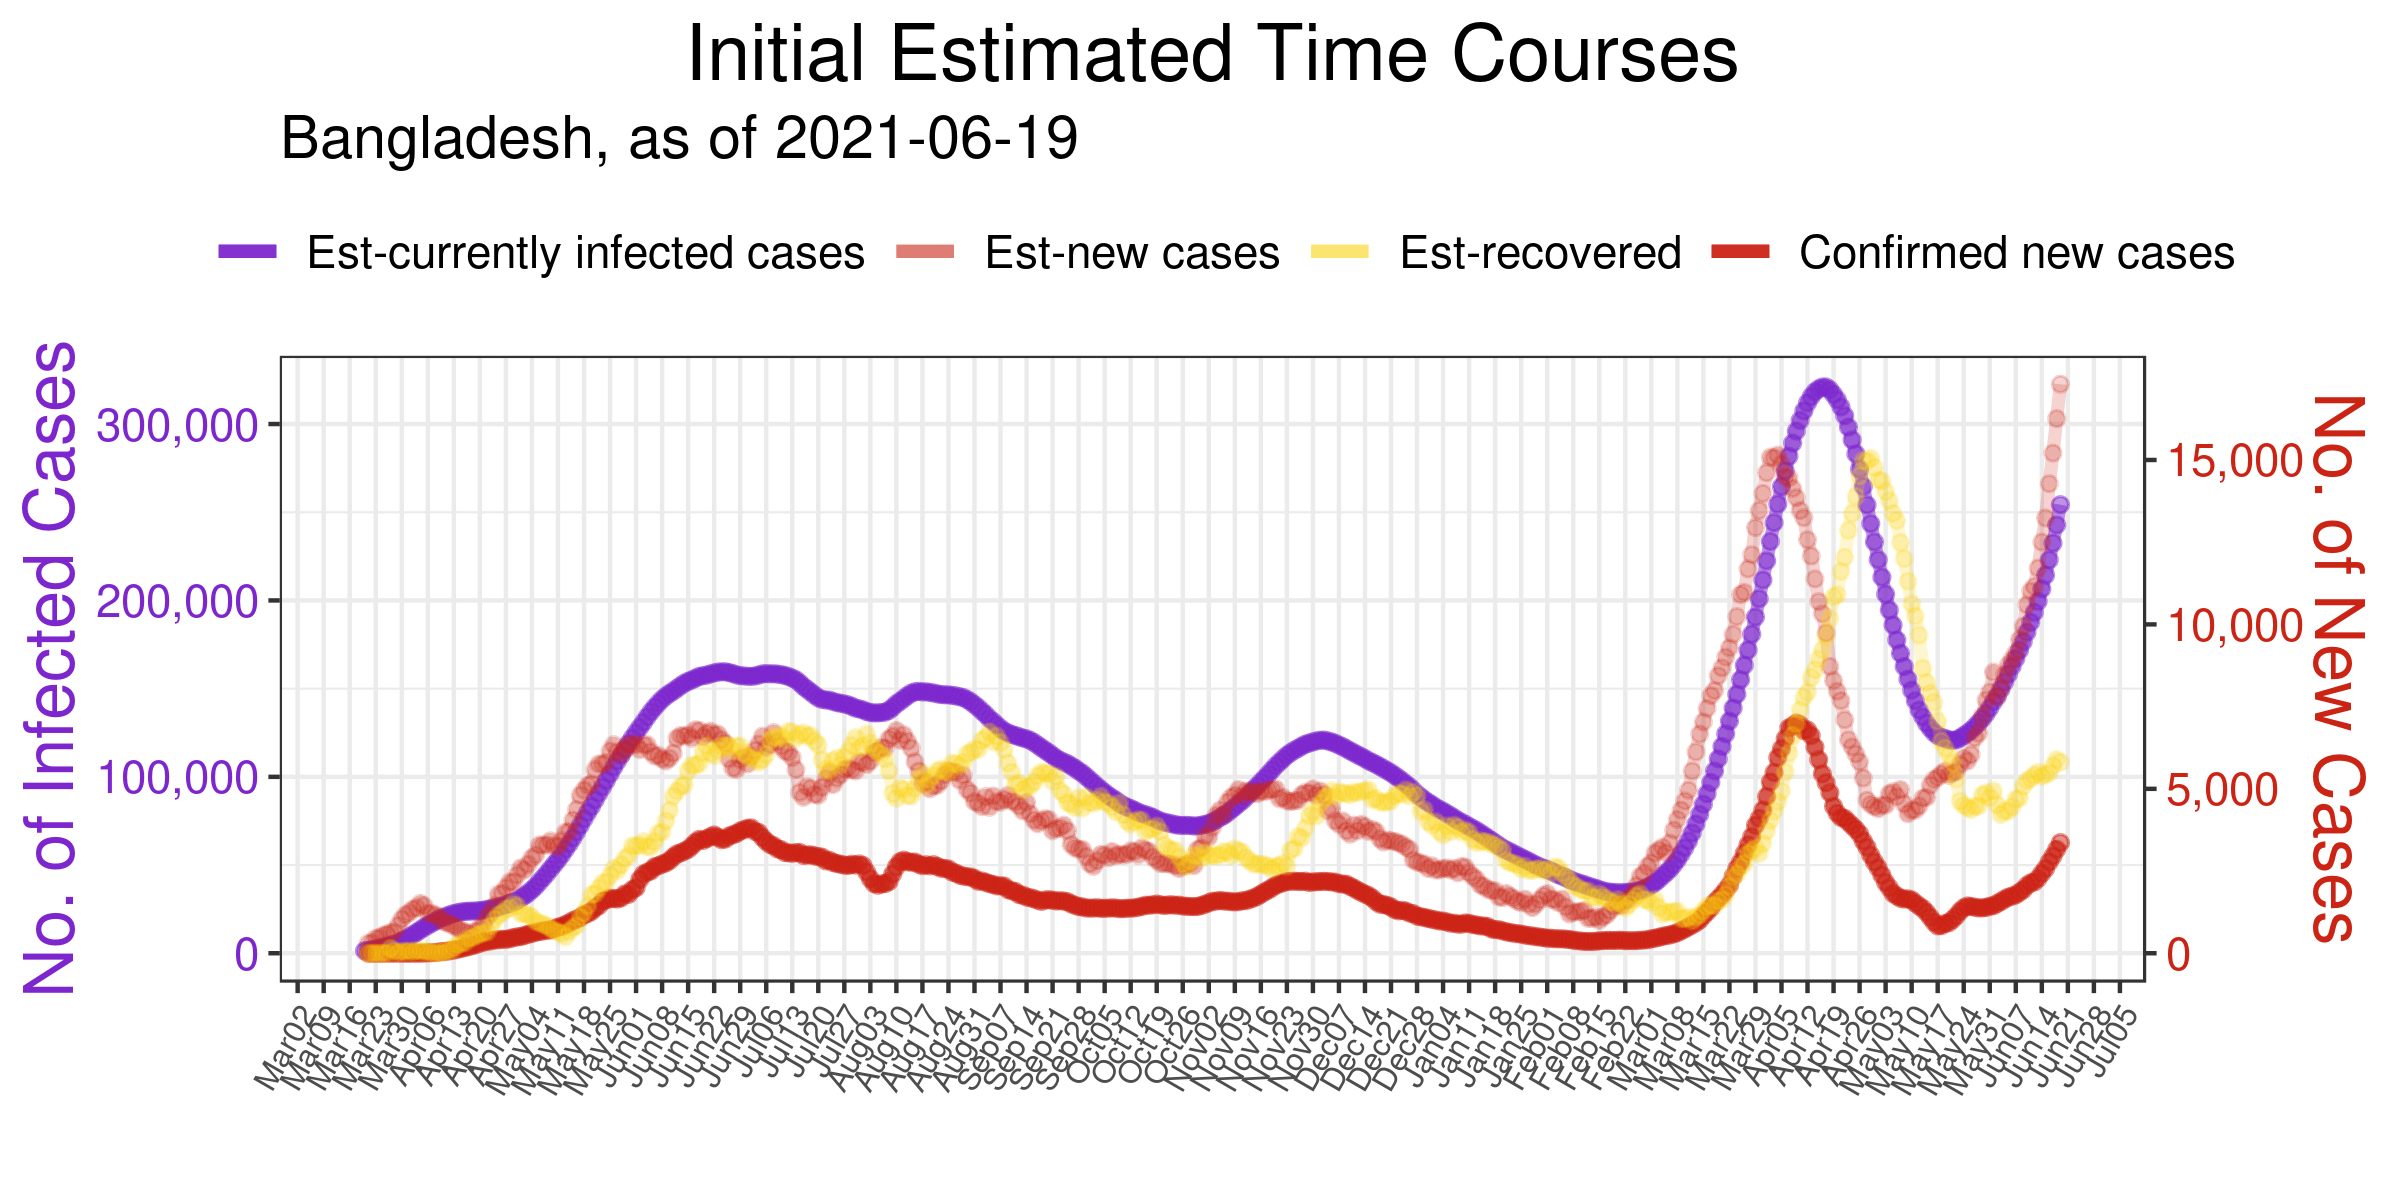 Initial Estimated Time Courses
Bangladesh, as of 2021-06-19
Est-currently infected cases
Est-new cases
Est-recovered
Confirmed new cases
No. of Infected Cases
300,000
200,000
100,000
0
15,000
10,000
5,000
0
No. of New Cases
Mar02
Mar09
Mar16
Mar23
Mar30
Apr06
Apr13
Apr20
Apr27
May04
May11
May18
May25
Jun01
Jun08
Jun15
Jun22
Jun29
Jul06
Jul13
Jul20
Jul27
Aug03
Aug10
Aug17
Aug24
Aug31
Sep07
Sep14
Sep21
Sep28
Oct05
Oct12
Oct19
Oct26
Nov02
Nov09
Nov16
Nov23
Nov30
Dec07
Dec14
Dec21
Dec28
Jan04
Jan11
Jan18
Jan25
Feb01
Feb08
Feb15
Feb22
Mar01
Mar08
Mar15
Mar22
Mar29
Apr05
Apr12
Apr19
Apr26
May03
May10
May17
May24
May31
Jun07
Jun14
Jun21
Jun28
Jul05